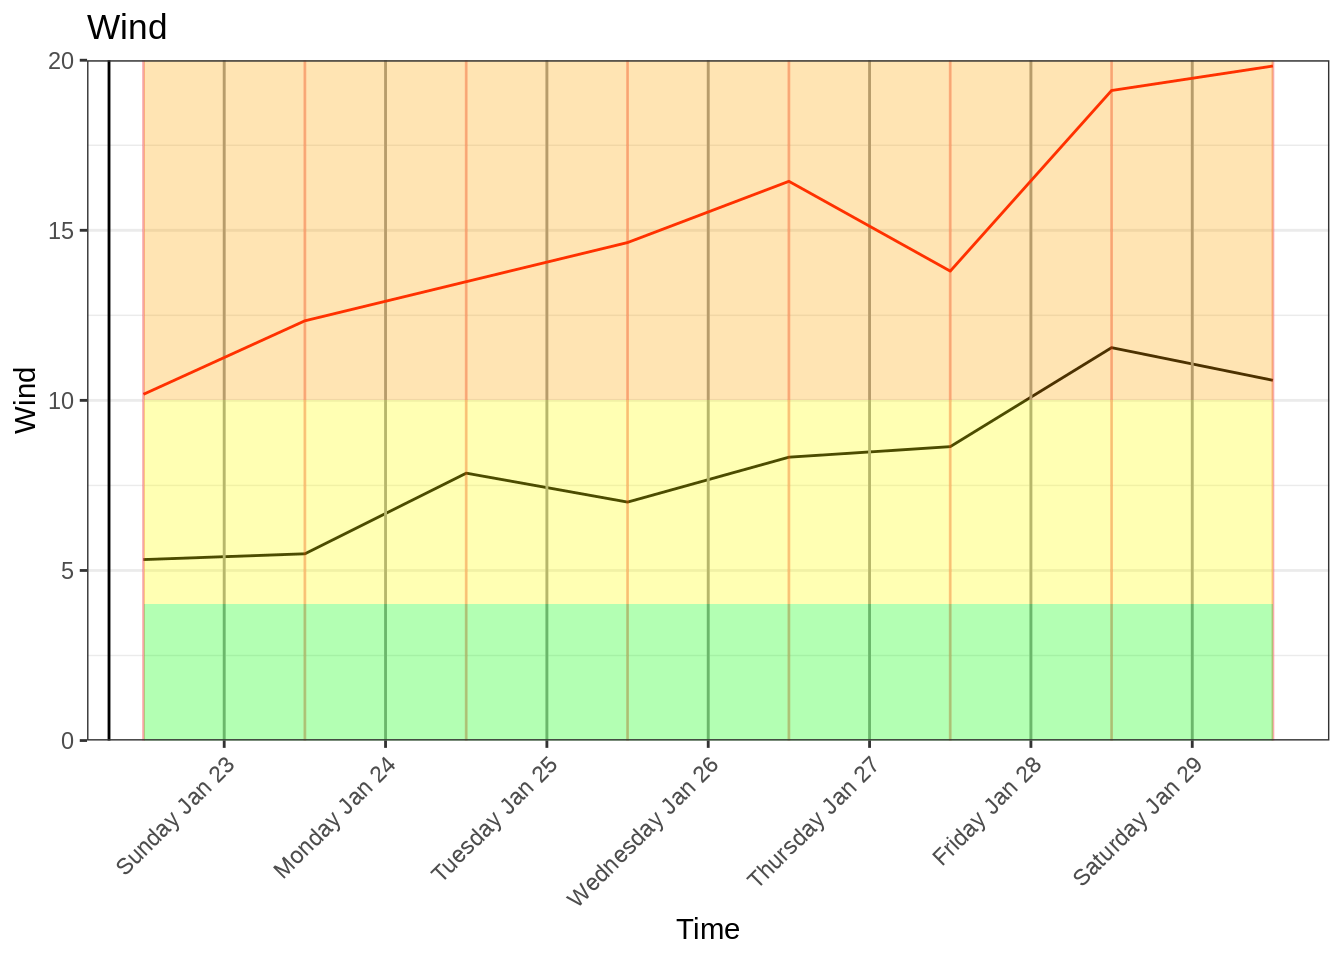 Wind
20
15
10
5
0
Wind
Sunday Jan 23
Monday Jan 24
Tuesday Jan 25
Wednesday Jan 26
Thursday Jan 27
Friday Jan 28
Saturday Jan 29
Time